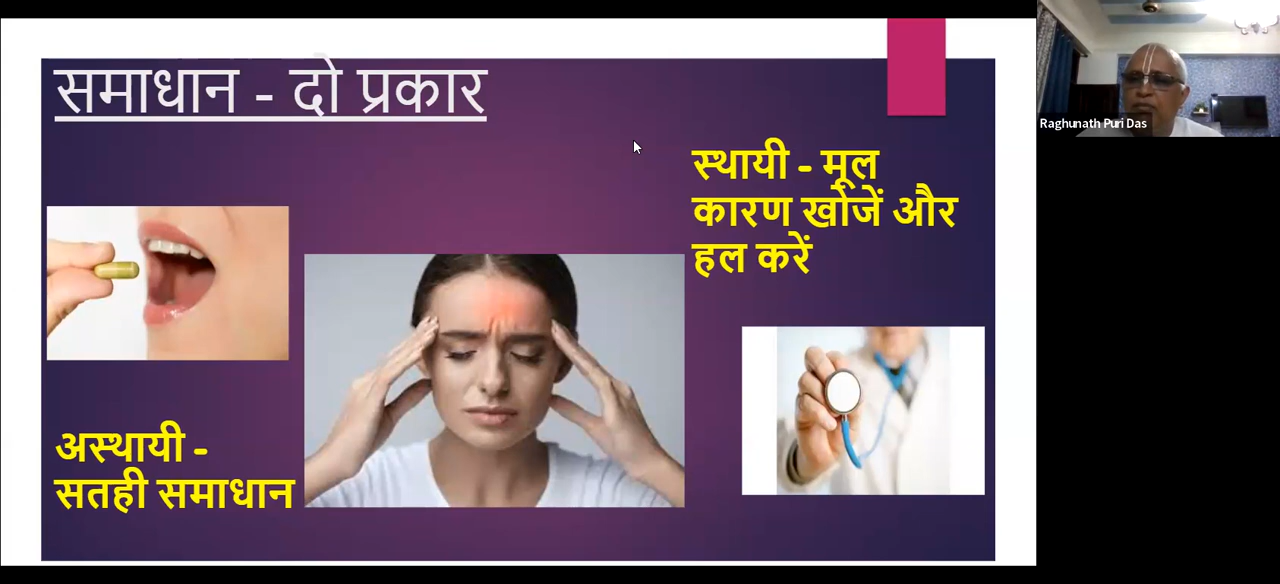 समाधान - दो प्रकार
स्थायी - मूल
कारण खोजें और
हल करें
अस्थायी -
सतही समाधान
Raghunath Puri Das